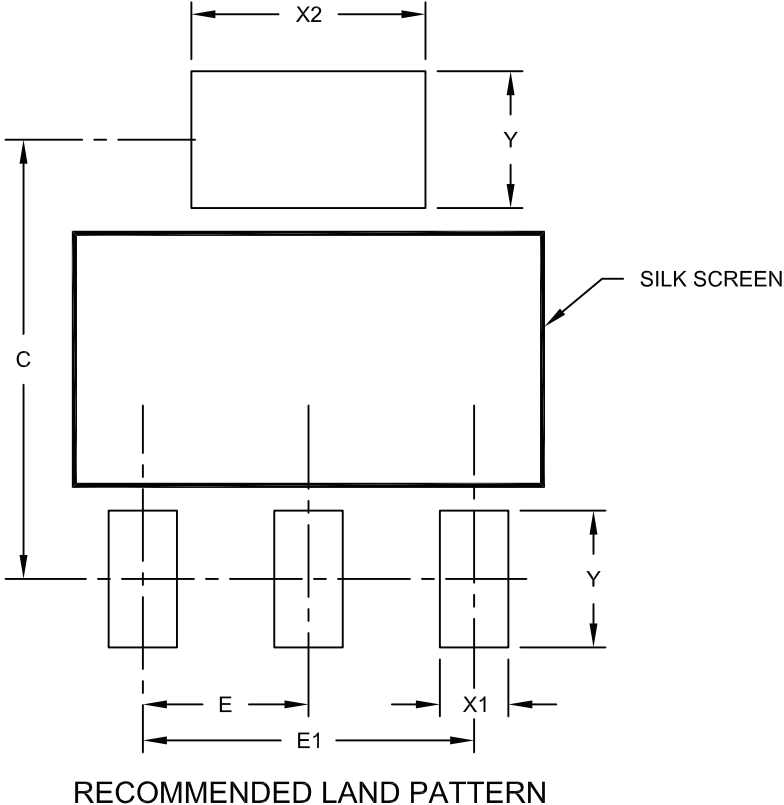 X2
Y
SILK SCREEN
C
Y
E
X1
E1
RECOMMENDED LAND PATTERN